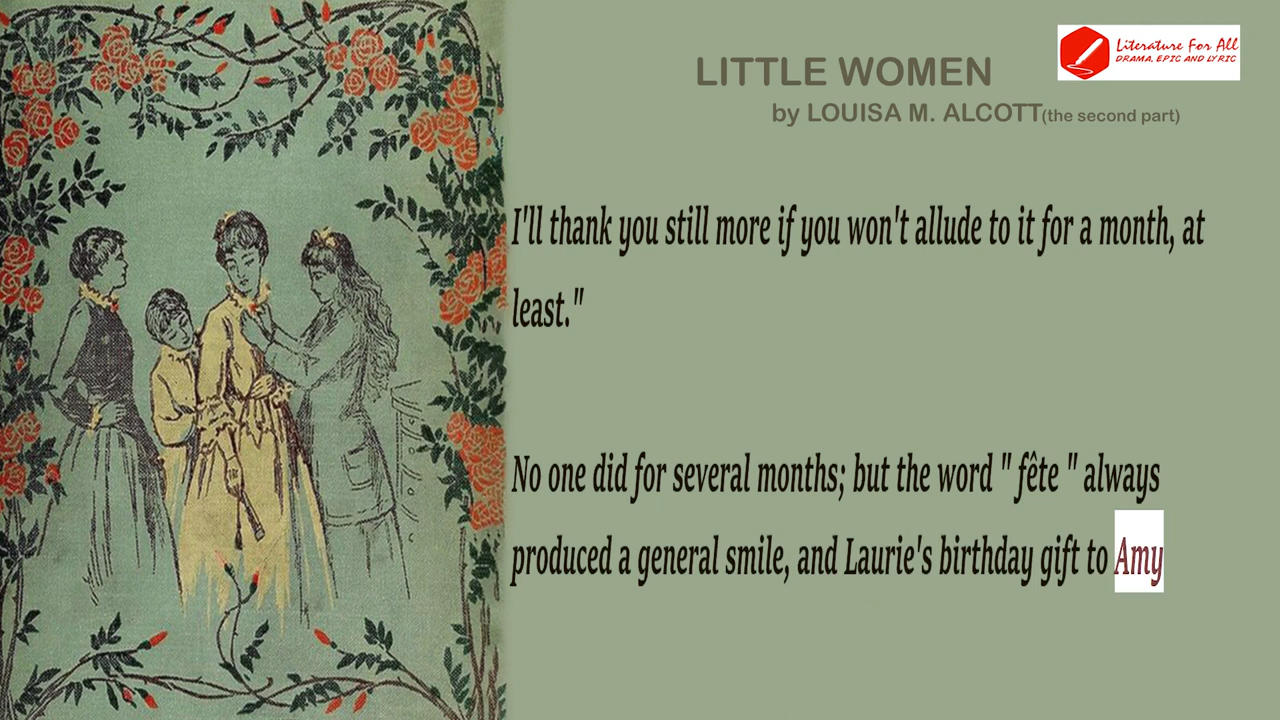 LITTLE WOMEN
by LOUISA M. ALCOTT(the second part)
Literature For All
DRAMA, EPIC AND LYRIC
I'll thank you still more if you won't allude to it for a month, at
least."
No one did for several months; but the word " fête " always
produced a general smile, and Laurie's birthday gift to Amy